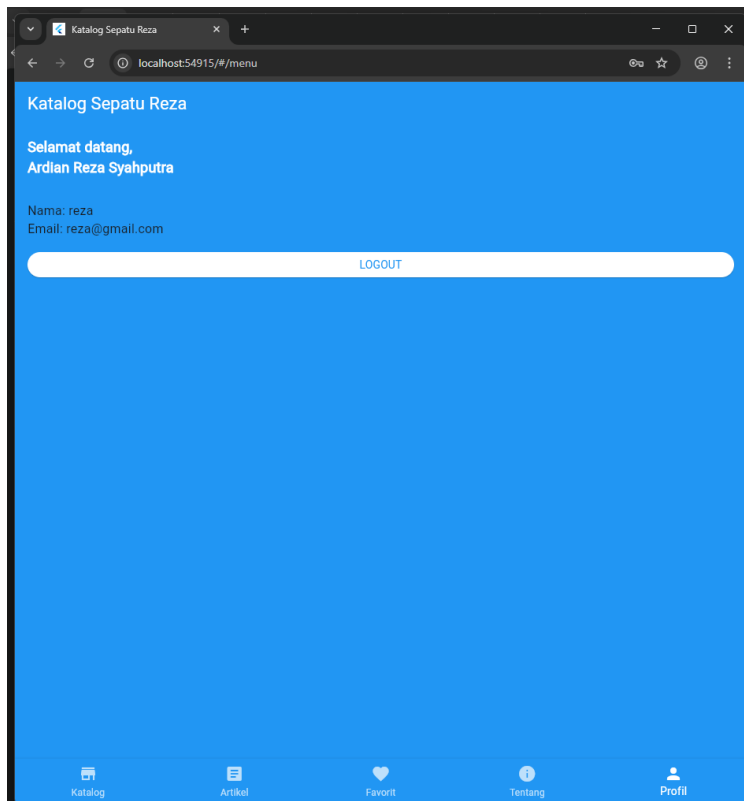 Katalog Sepatu Reza
localhost:54915/#/menu
Katalog Sepatu Reza
Selamat datang,
Ardian Reza Syahputra
Nama: reza
Email: reza@gmail.com
LOGOUT
Katalog
Artikel
Favorit
Tentang
Profil